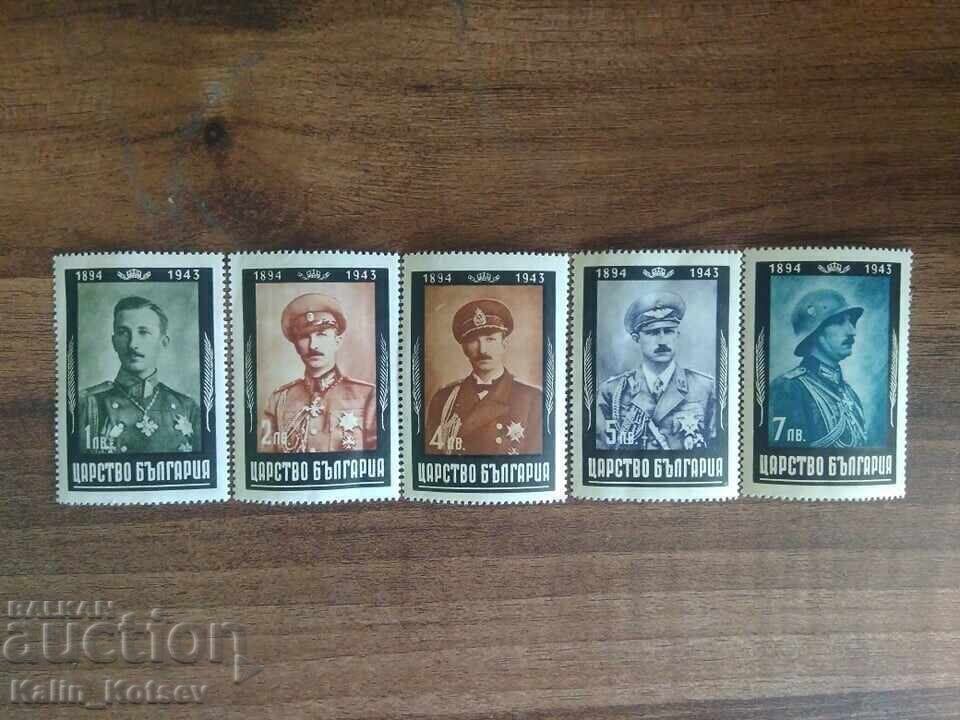 1894 1943
1 ЛВ.
ЦАРСТВО БЪЛГАРИЯ
1894 1943
2 ЛВ.
ЦАРСТВО БЪЛГАРИЯ
1894 1943
4 ЛВ.
ЦАРСТВО БЪЛГАРИЯ
1894 1943
5 ЛВ.
ЦАРСТВО БЪЛГАРИЯ
1894 1943
7 ЛВ.
ЦАРСТВО БЪЛГАРИЯ
BALKAN
auction
Kalin_Kotsev